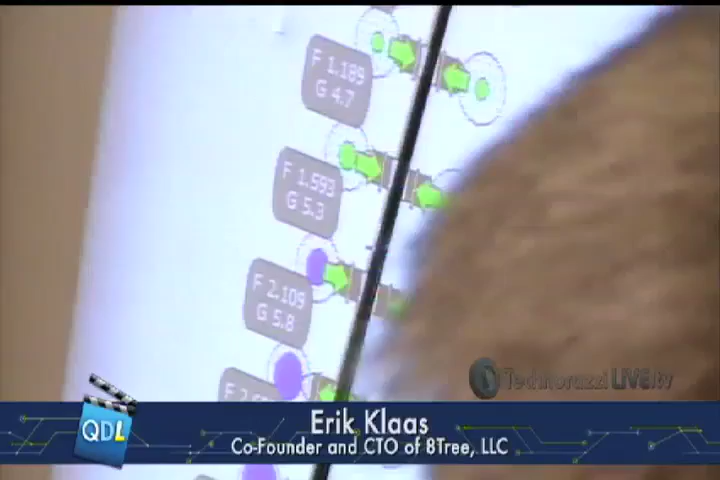 F 1.189
G 4.7
F 1.593
G 5.3
F 2.109
G 5.8
TechnorazziLIVE.tv
QDL
Erik Klaas
Co-Founder and CTO of 8Tree, LLC